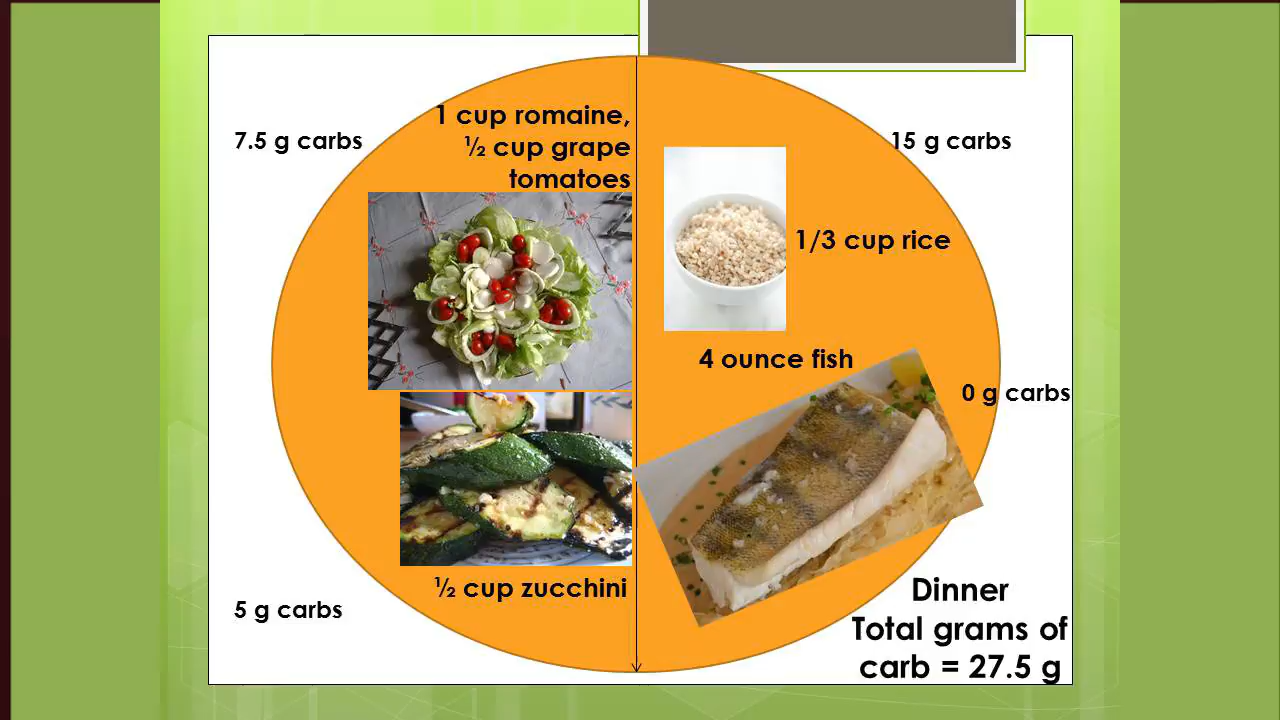 1 cup romaine,
½ cup grape
tomatoes
7.5 g carbs
15 g carbs
1/3 cup rice
4 ounce fish
0 g carbs
½ cup zucchini
5 g carbs
Dinner
Total grams of
carb = 27.5 g